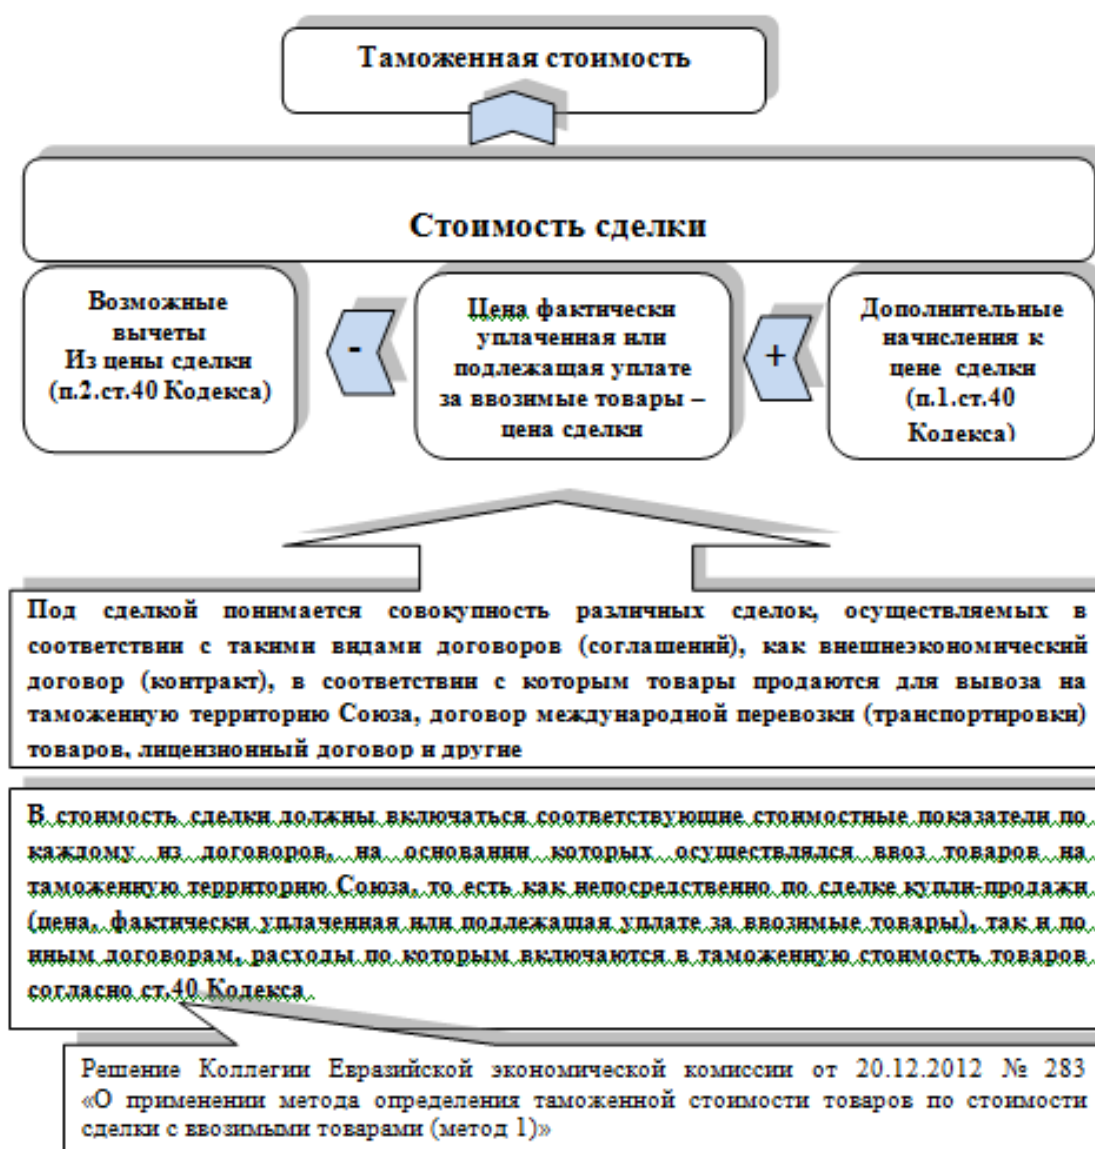 Таможенная стоимость
Стоимость сделки
Возможные
вычеты
Из цены сделки
(п.2.ст.40 Кодекса)
-
Цена фактически
уплаченная или
подлежащая уплате
за ввозимые товары –
цена сделки
+
Дополнительные
начисления к
цене сделки
(п.1.ст.40
Кодекса)
Под сделкой понимается совокупность различных сделок, осуществляемых в
соответствии с такими видами договоров (соглашений), как внешнеэкономический
договор (контракт), в соответствии с которым товары продаются для вывоза на
таможенную территорию Союза, договор международной перевозки (транспортировки)
товаров, лицензионный договор и другие
В стоимость сделки должны включаться соответствующие стоимостные показатели по
каждому из договоров, на основании которых осуществлялся ввоз товаров на
таможенную территорию Союза, то есть как непосредственно по сделке купли-продажи
(цена, фактически уплаченная или подлежащая уплате за ввозимые товары), так и по
иным договорам, расходы по которым включаются в таможенную стоимость товаров
согласно ст.40 Кодекса
Решение Коллегии Евразийской экономической комиссии от 20.12.2012 № 283
«О применении метода определения таможенной стоимости товаров по стоимости
сделки с ввозимыми товарами (метод 1)»